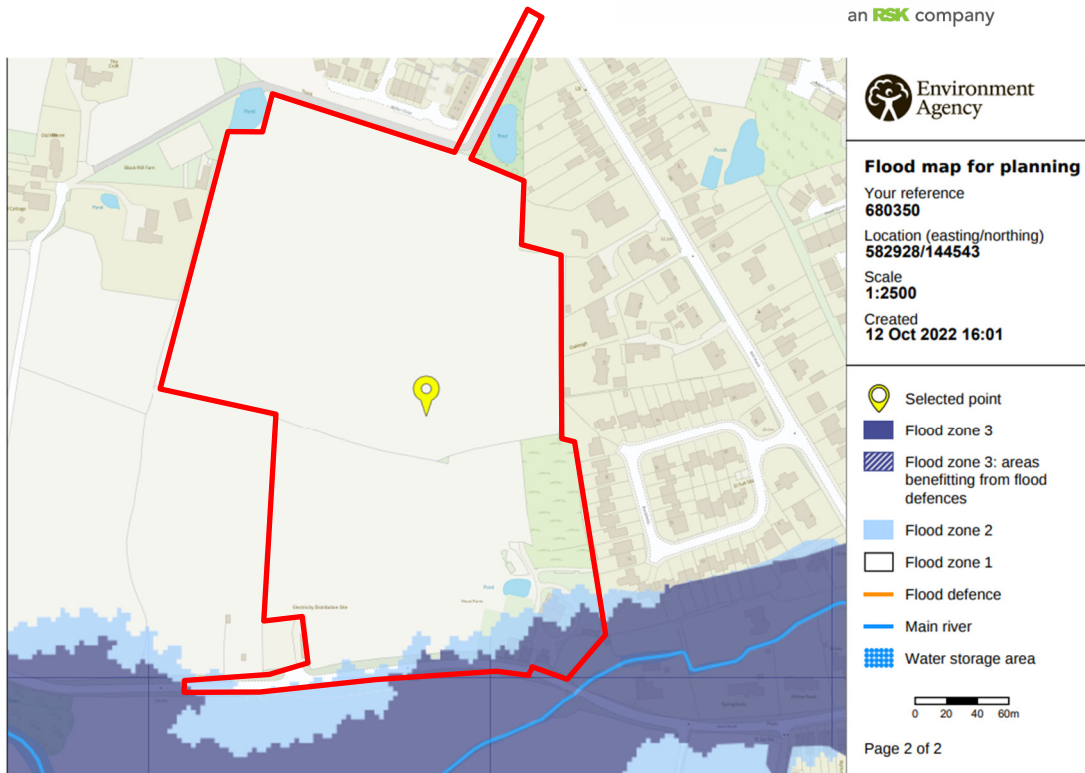 an RSK company
Environment
Agency
Flood map for planning
Your reference
680350
Location (easting/northing)
582928/144543
Scale
1:2500
Created
12 Oct 2022 16:01
Selected point
Flood zone 3
Flood zone 3: areas
benefitting from flood
defences
Flood zone 2
Flood zone 1
Flood defence
Main river
Water storage area
0 20 40 60m
Page 2 of 2
Pond
Pond
Ponds
Black Mill Farm
Pond
Pond
Electricity Distribution Site